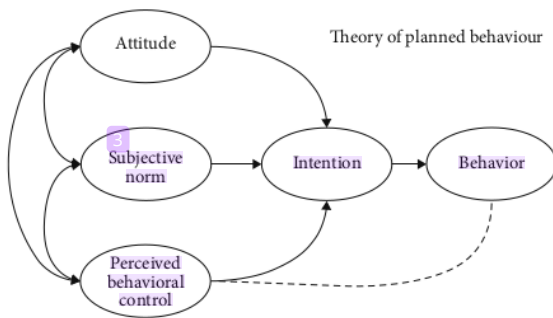 Attitude
Theory of planned behaviour
3
Subjective
norm
Intention
Behavior
Perceived
behavioral
control